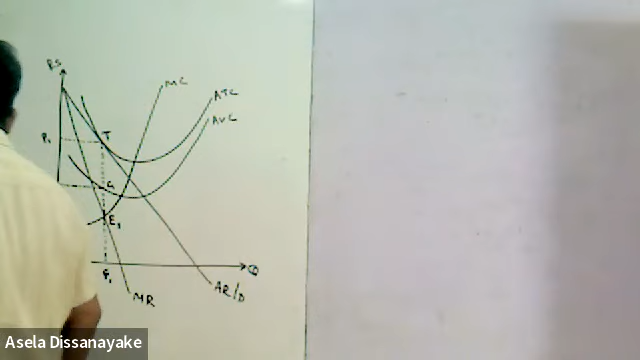 RS
MC
ATC
AVC
P₁
T
G
E₁
Q
q₁
MR
AR/D
Asela Dissanayake